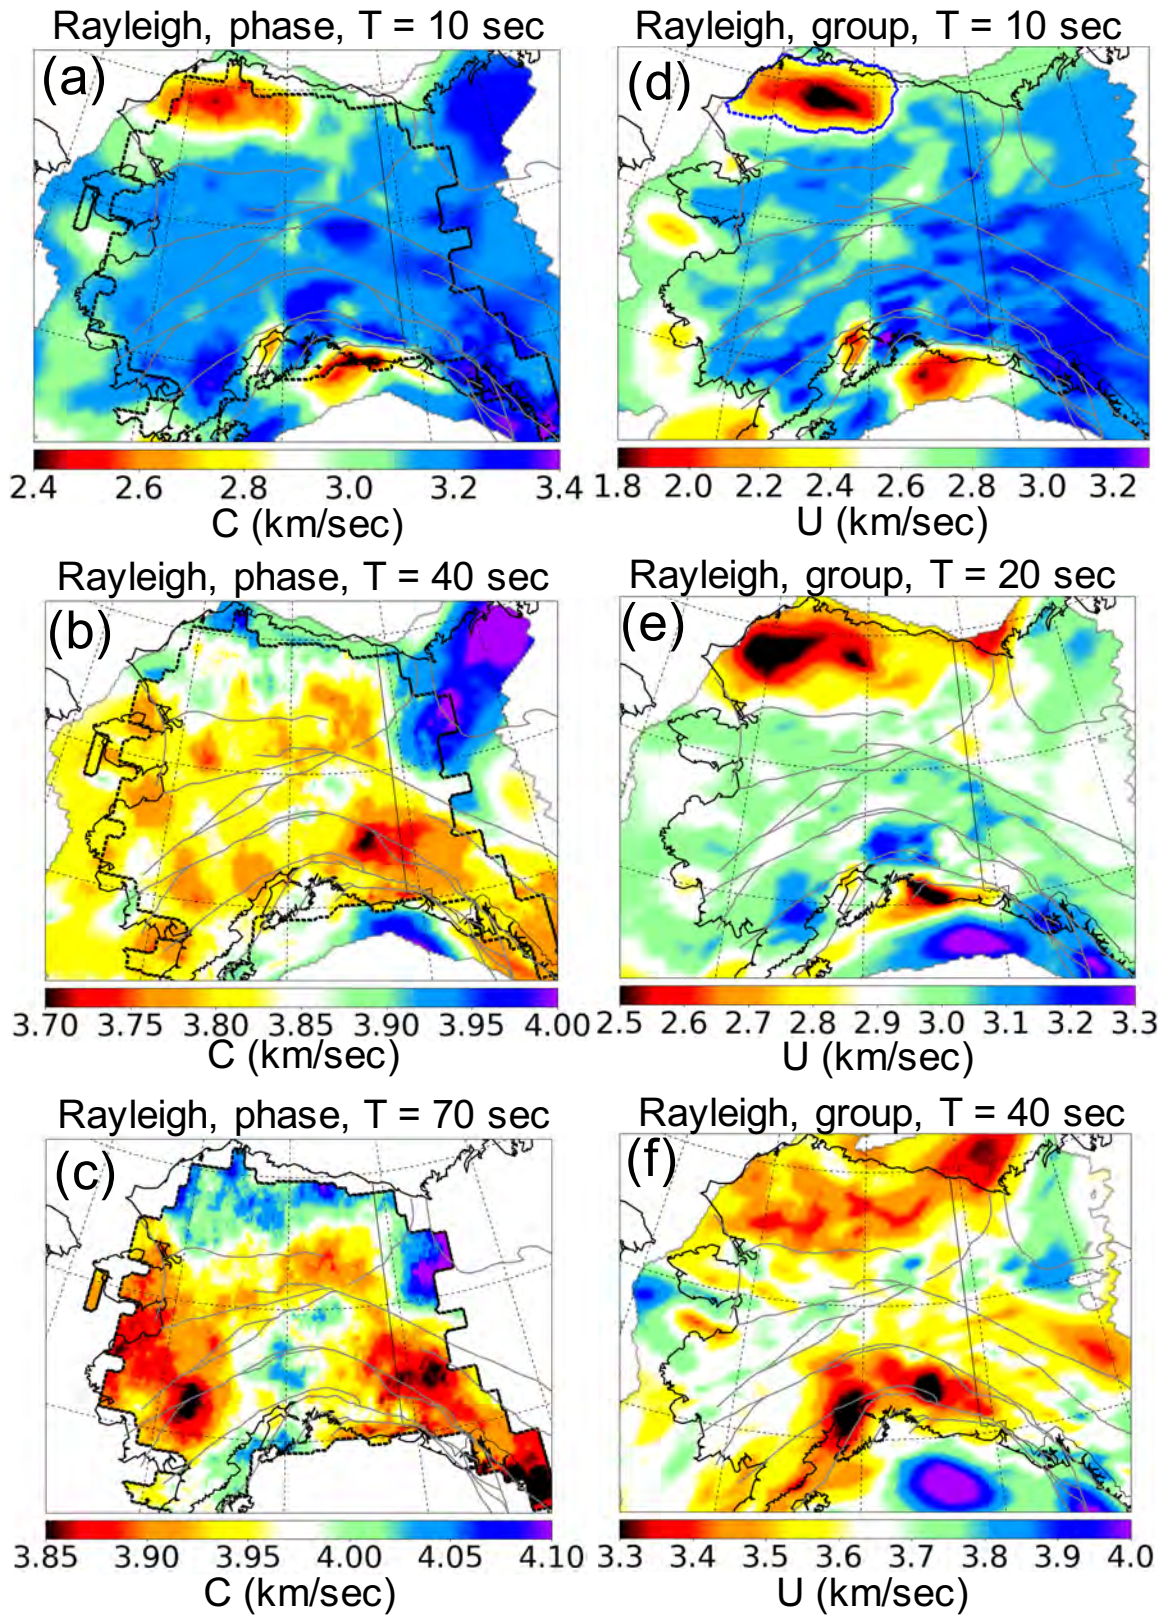 Rayleigh, phase, T = 10 sec
(a)
2.4 2.6 2.8 3.0 3.2 3.4
C (km/sec)
Rayleigh, group, T = 10 sec
(d)
1.8 2.0 2.2 2.4 2.6 2.8 3.0 3.2
U (km/sec)
Rayleigh, phase, T = 40 sec
(b)
3.70 3.75 3.80 3.85 3.90 3.95 4.00
C (km/sec)
Rayleigh, group, T = 20 sec
(e)
2.5 2.6 2.7 2.8 2.9 3.0 3.1 3.2 3.3
U (km/sec)
Rayleigh, phase, T = 70 sec
(c)
3.85 3.90 3.95 4.00 4.05 4.10
C (km/sec)
Rayleigh, group, T = 40 sec
(f)
3.3 3.4 3.5 3.6 3.7 3.8 3.9 4.0
U (km/sec)